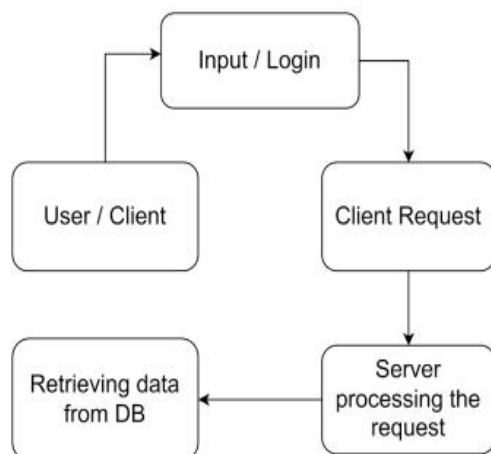 Input / Login
User / Client
Client Request
Retrieving data
from DB
Server
processing the
request